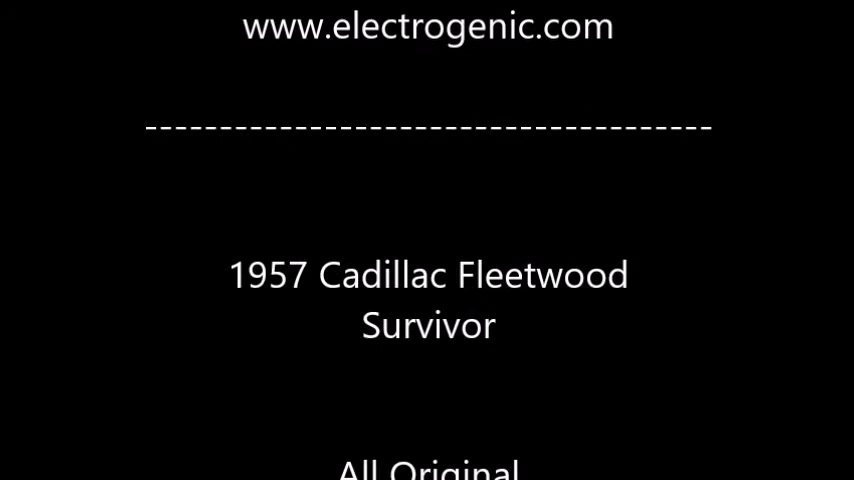 www.electrogenic.com
--------------------------------------
1957 Cadillac Fleetwood
Survivor
All Original